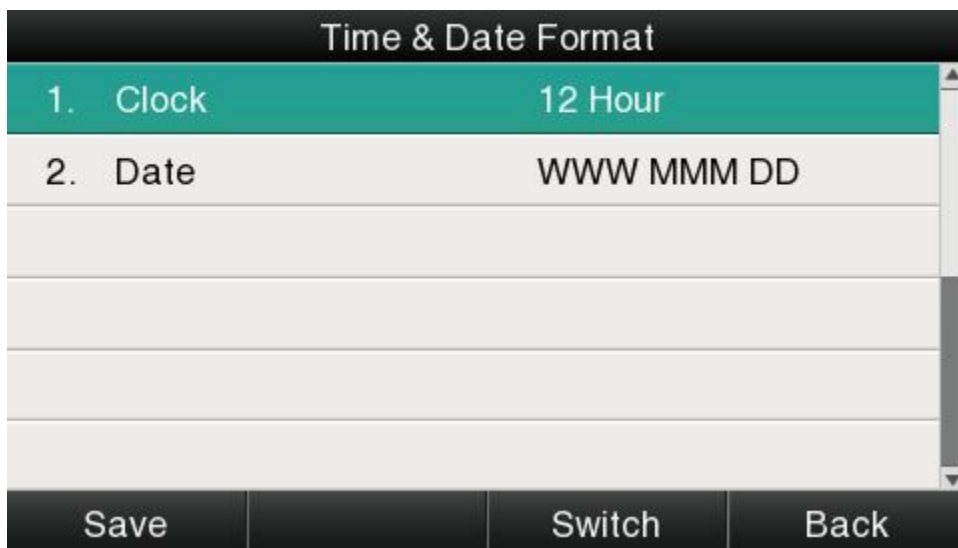 Time & Date Format
1. Clock 12 Hour
2. Date WWW MMM DD
Save Switch Back